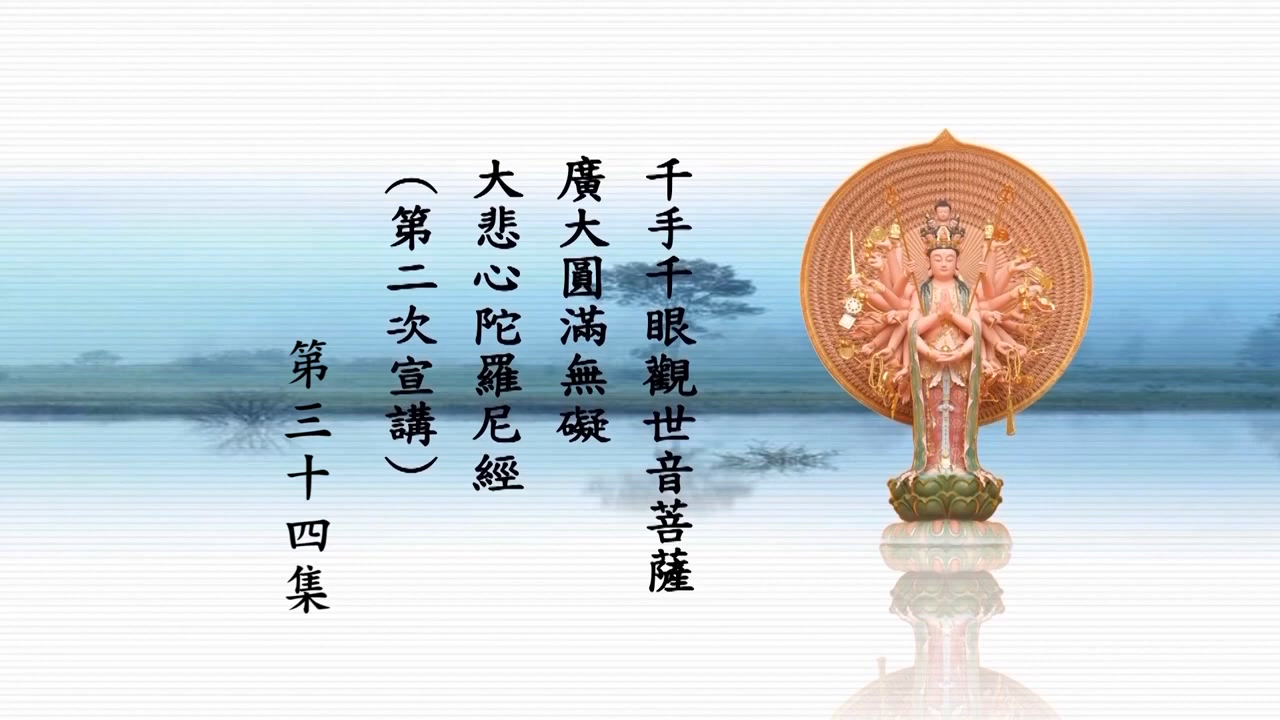 千手千眼觀世音菩薩
廣大圓滿無礙
大悲心陀羅尼經
（第二次宣講）
第三十四集